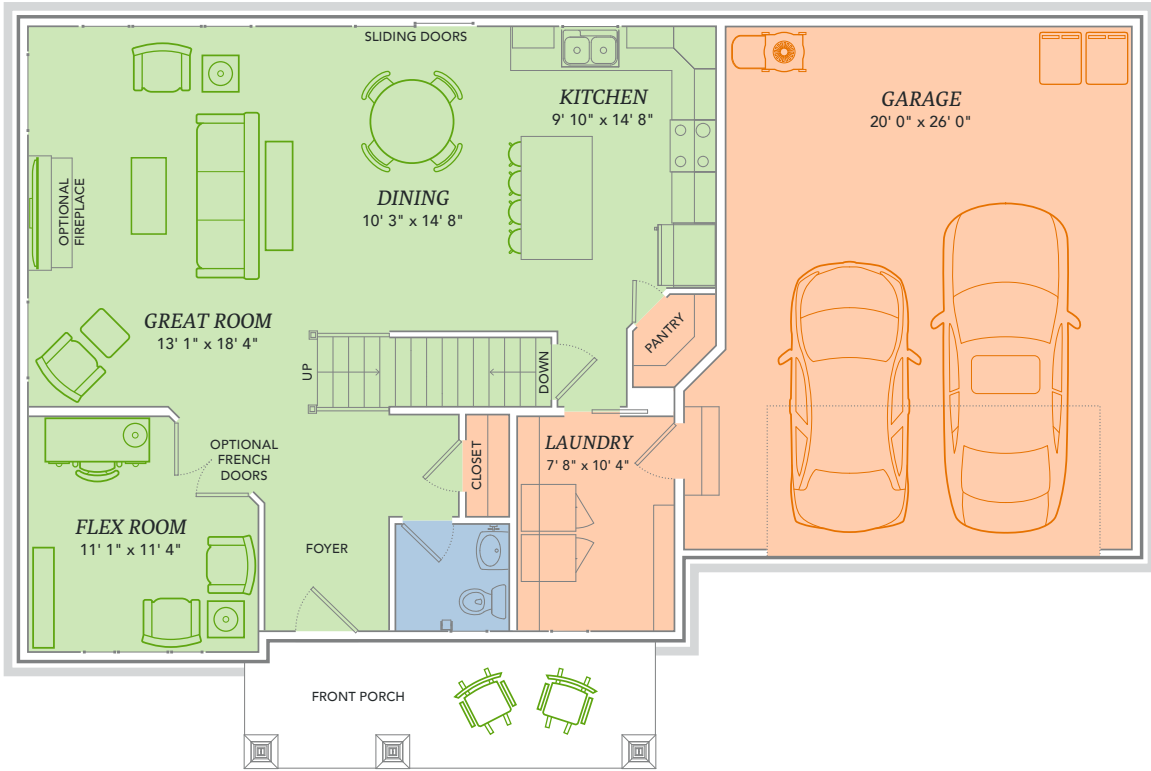 SLIDING DOORS
KITCHEN
9' 10" x 14' 8"
GARAGE
20' 0" x 26' 0"
DINING
10' 3" x 14' 8"
OPTIONAL
FIREPLACE
GREAT ROOM
13' 1" x 18' 4"
PANTRY
UP
DOWN
OPTIONAL
FRENCH
DOORS
CLOSET
LAUNDRY
7' 8" x 10' 4"
FLEX ROOM
11' 1" x 11' 4"
FOYER
FRONT PORCH